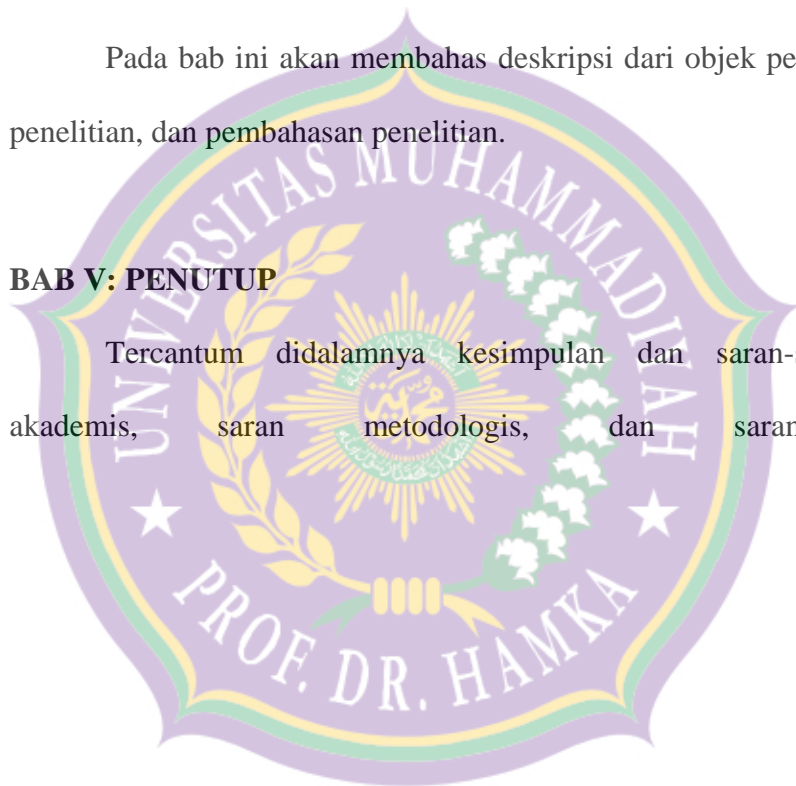 Pada bab ini akan membahas deskripsi dari objek pe
penelitian, dan pembahasan penelitian.
BAB V: PENUTUP
Tercantum didalamnya kesimpulan dan saran-
akademis, saran metodologis, dan saran
UNIVERSITAS MUHAMMADIYAH
محمدية
PROF. DR. HAMKA